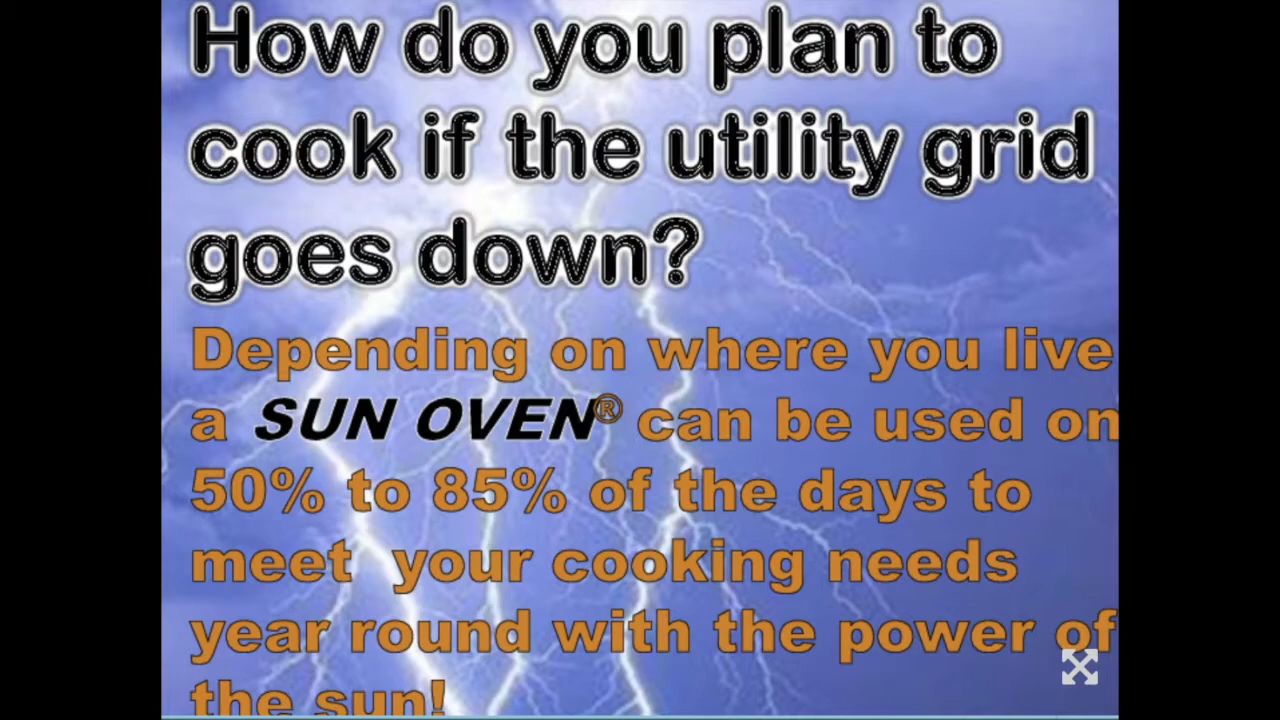 How do you plan to
cook if the utility grid
goes down?
Depending on where you live
a SUN OVEN® can be used on
50% to 85% of the days to
meet your cooking needs
year round with the power of
the sun!